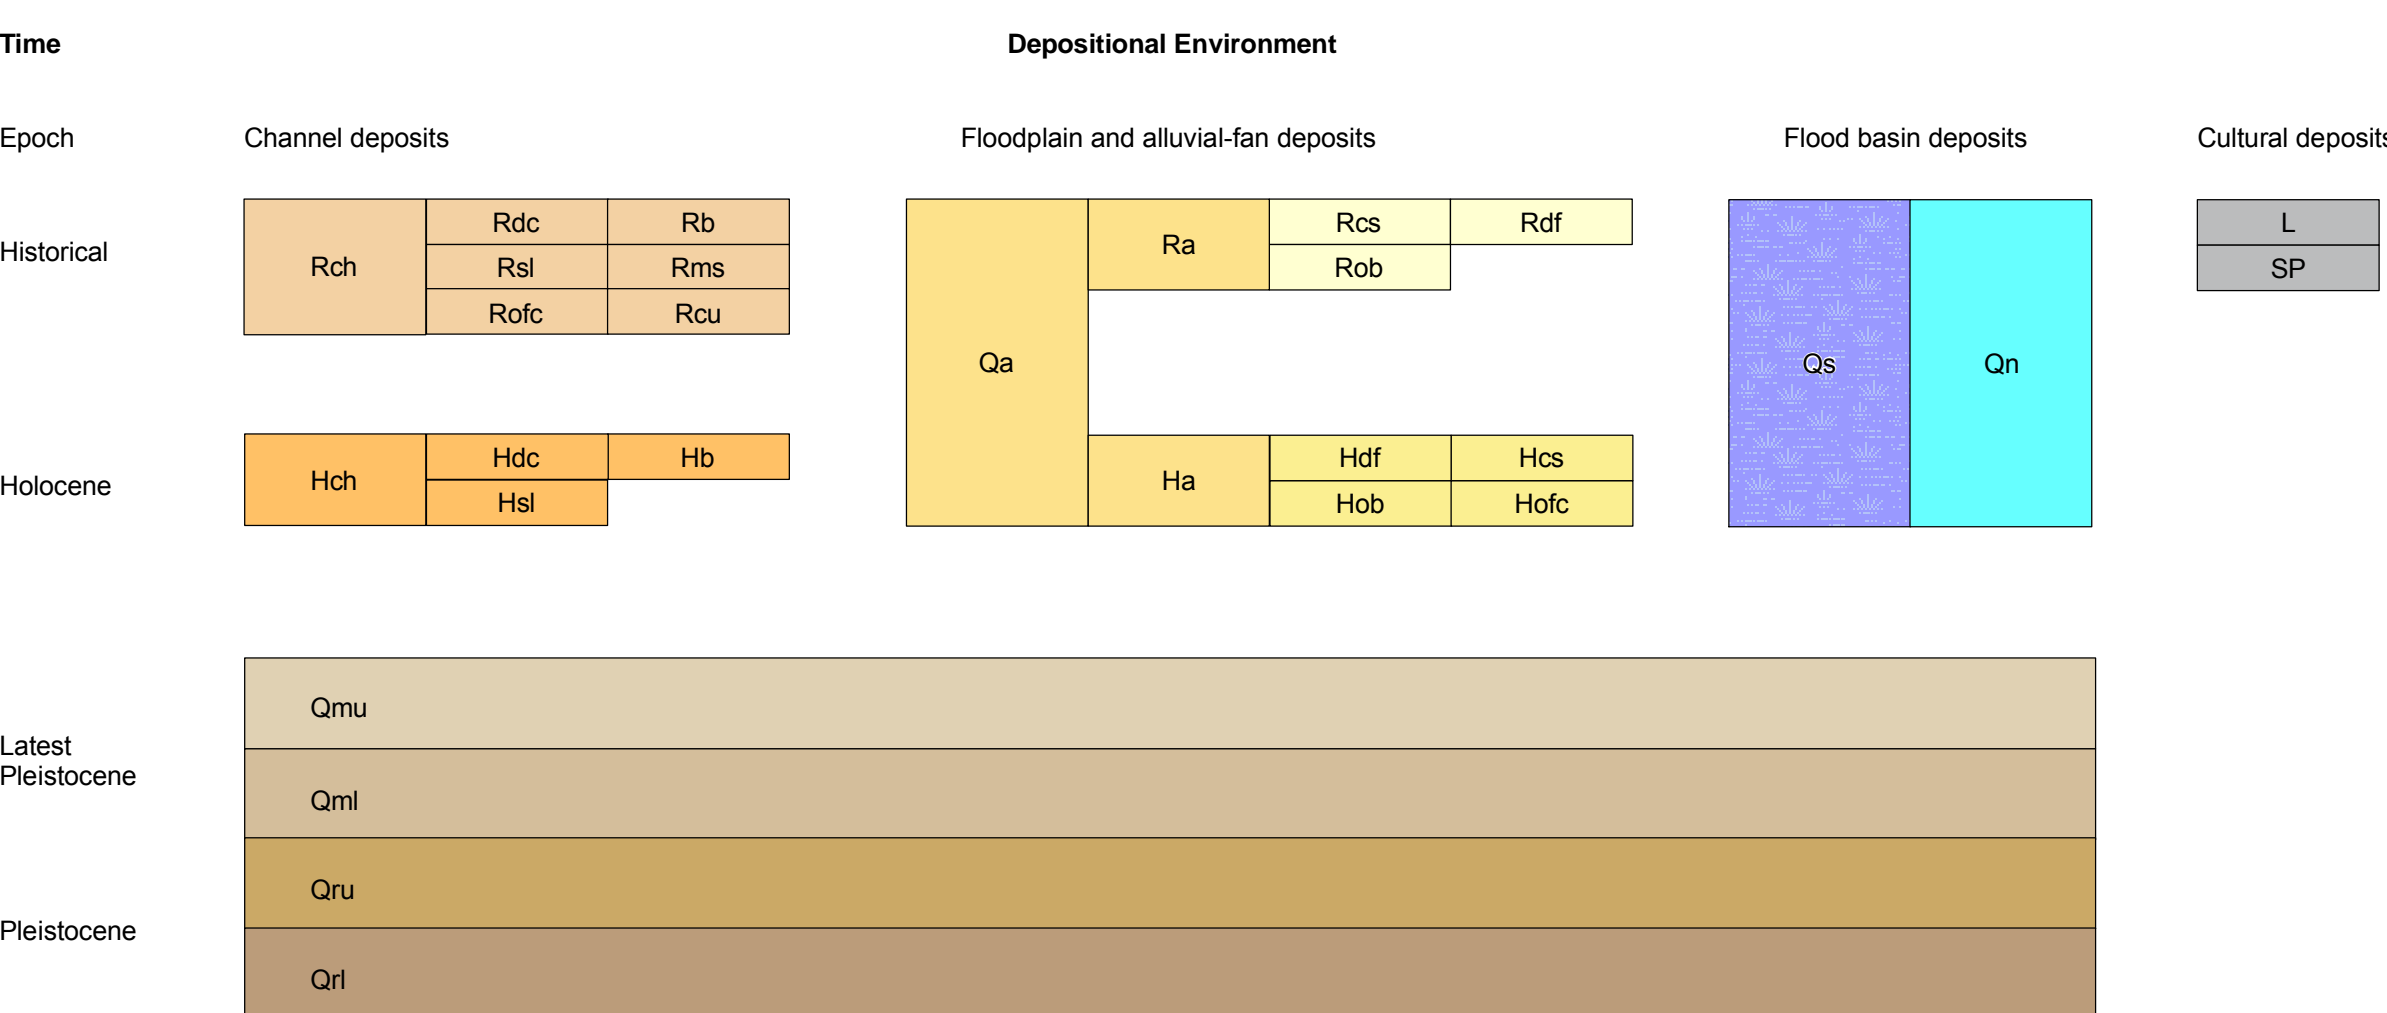 Time
Depositional Environment
Epoch
Channel deposits
Floodplain and alluvial-fan deposits
Flood basin deposits
Cultural deposits
Historical
Rch
Rdc
Rb
Rsl
Rms
Rofc
Rcu
Qa
Ra
Rcs
Rdf
Rob
Qs
Qn
L
SP
Holocene
Hch
Hdc
Hb
Hsl
Ha
Hdf
Hcs
Hob
Hofc
Latest
Pleistocene
Qmu
Qml
Pleistocene
Qru
Qrl